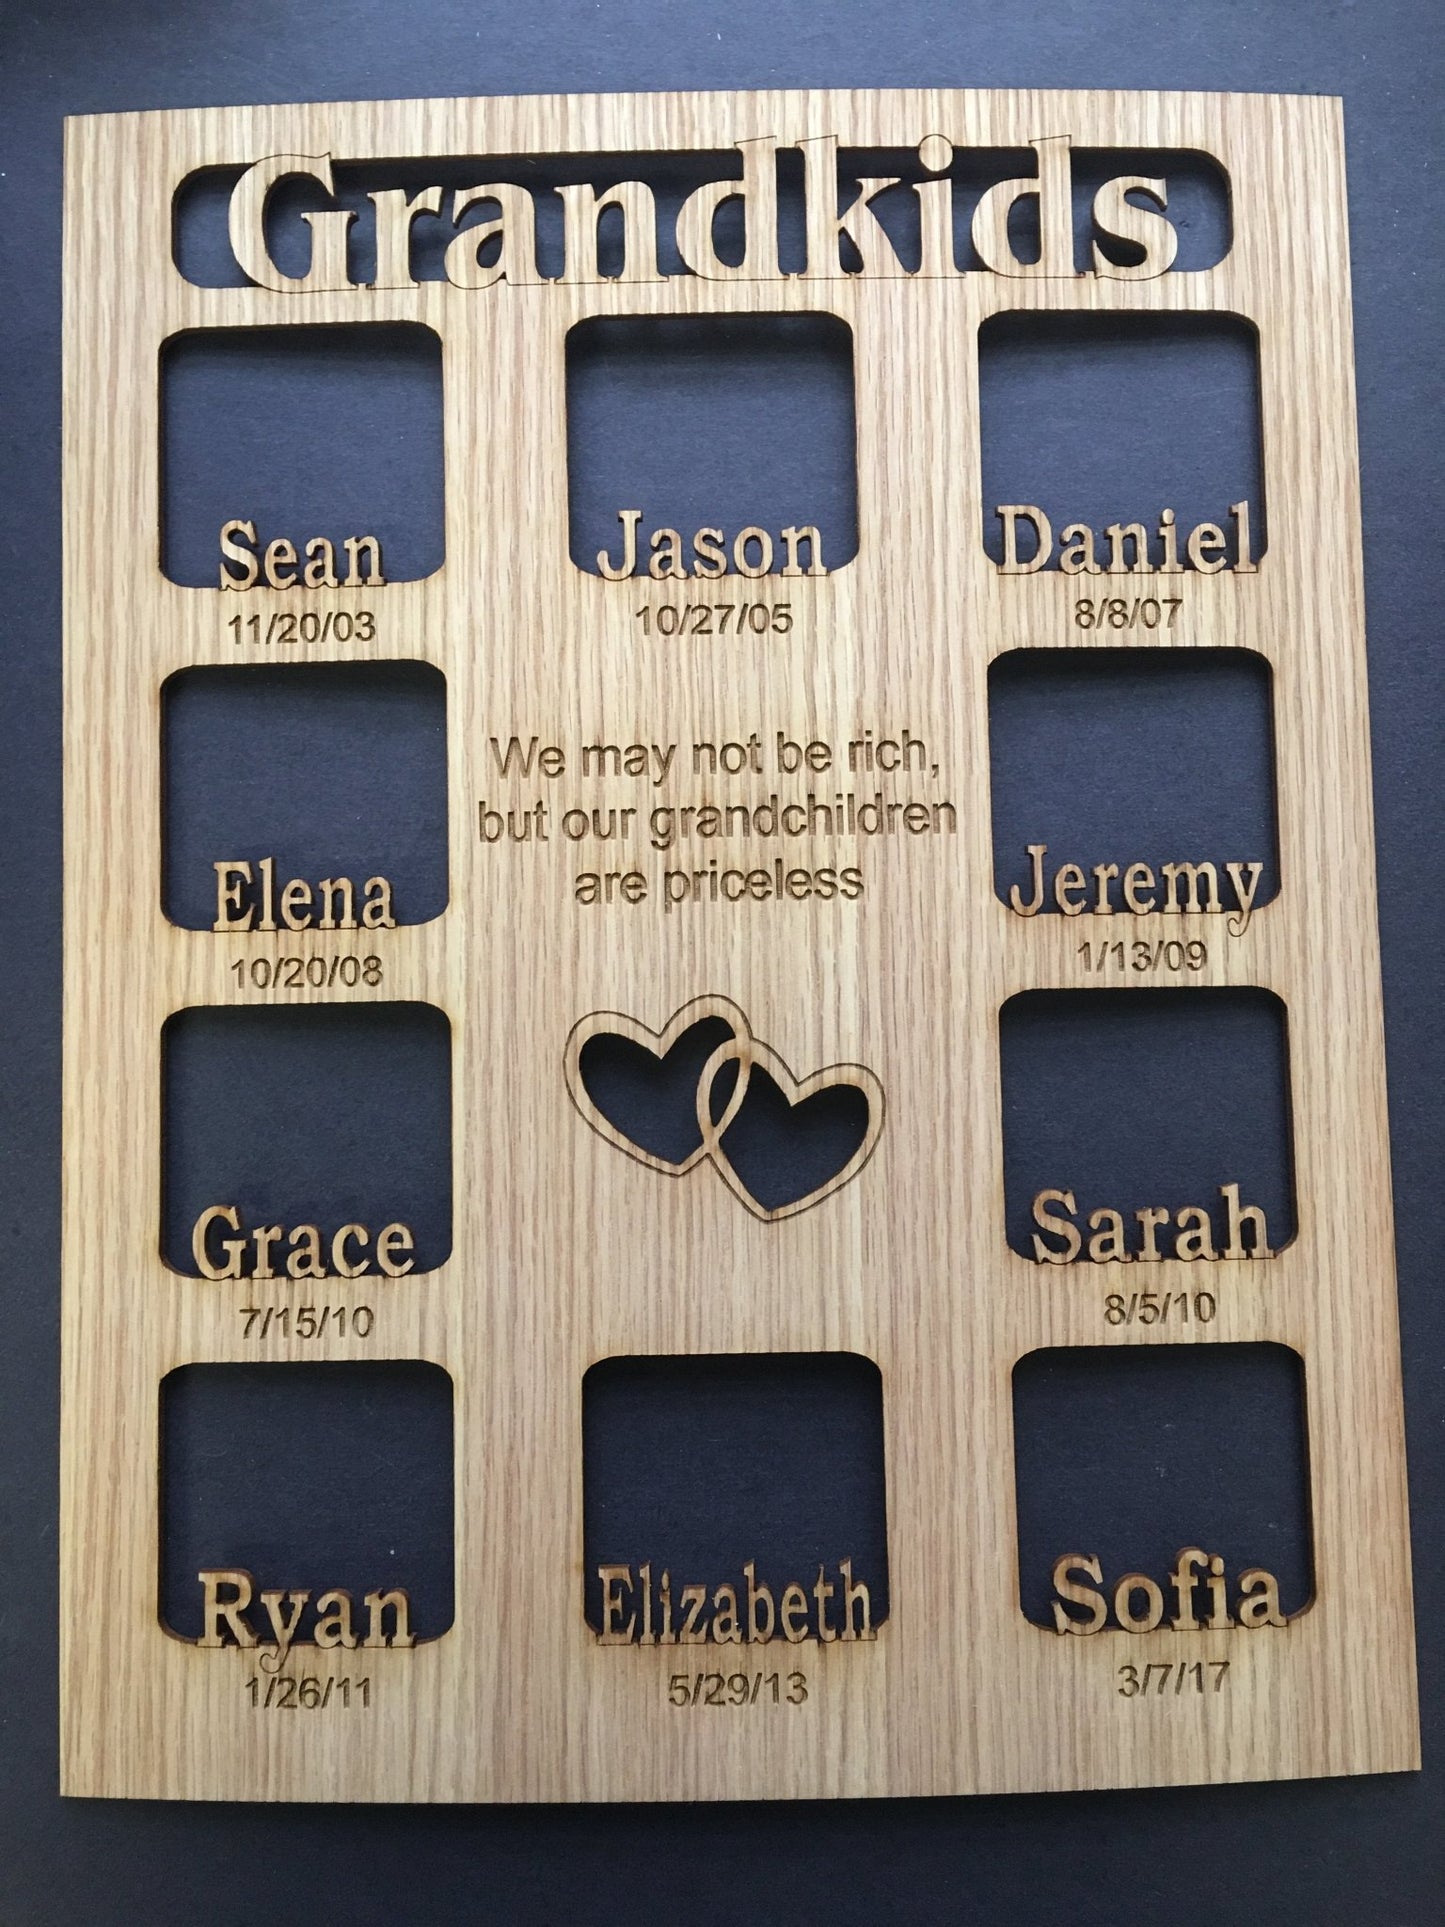 Grandkids
Sean
11/20/03
Jason
10/27/05
Daniel
8/8/07
We may not be rich,
but our grandchildren
are priceless
Elena
10/20/08
Jeremy
1/13/09
Grace
7/15/10
Sarah
8/5/10
Ryan
1/26/11
Elizabeth
5/29/13
Sofia
3/7/17